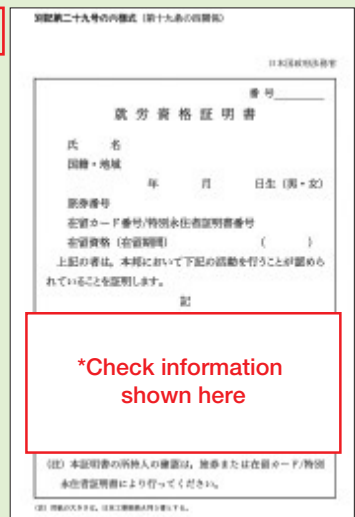 別記第二十九号の六様式（第十九条の四関係）
日本国政府法務省
番号
就労資格証明書
氏　名
国籍・地域
年　月　日生（男・女）
旅券番号
在留カード番号/特別永住者証明書番号
在留資格（在留期間）　（　）
上記の者は、本邦において下記の活動を行うことが認めら
れていることを証明します。
記
*Check information
shown here
(注) 本証明書の所持人の確認は、旅券または在留カード/特別
永住者証明書により行ってください。